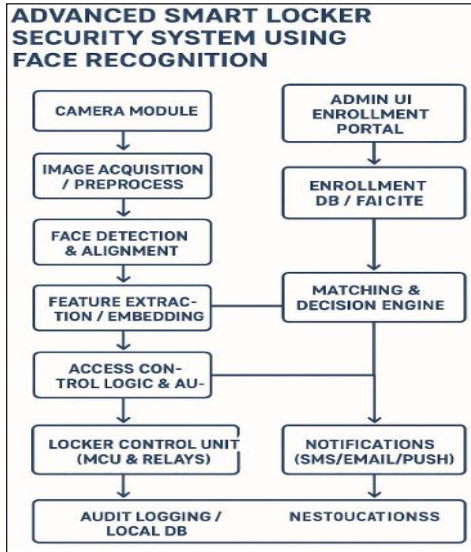 ADVANCED SMART LOCKER
SECURITY SYSTEM USING
FACE RECOGNITION
CAMERA MODULE
IMAGE ACQUISITION
/ PREPROCESS
FACE DETECTION
& ALIGNMENT
FEATURE EXTRAC-
TION / EMBEDDING
ACCESS CON-
TROL LOGIC & AU-
LOCKER CONTROL UNIT
(MCU & RELAYS)
AUDIT LOGGING /
LOCAL DB
ADMIN UI
ENROLLMENT
PORTAL
ENROLLMENT
DB / FAICITE
MATCHING &
DECISION ENGINE
NOTIFICATIONS
(SMS/EMAIL/PUSH)
NESTOUCATIONSS